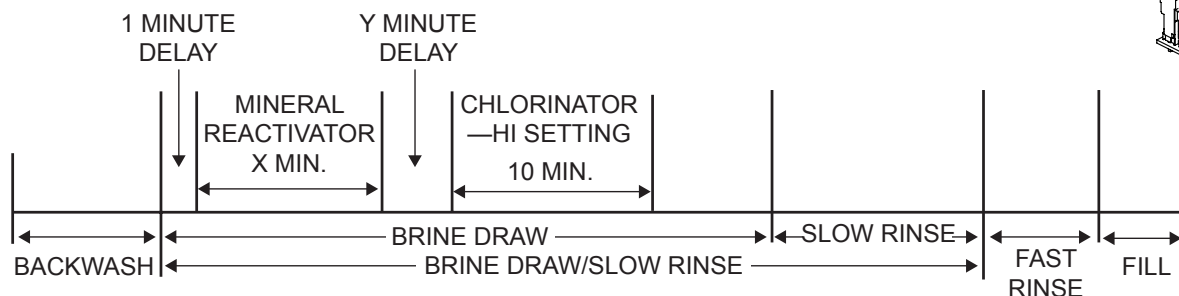 1 MINUTE
DELAY
Y MINUTE
DELAY
MINERAL
REACTIVATOR
X MIN.
CHLORINATOR
—HI SETTING
10 MIN.
BRINE DRAW
SLOW RINSE
BACKWASH
BRINE DRAW/SLOW RINSE
FAST
RINSE
FILL